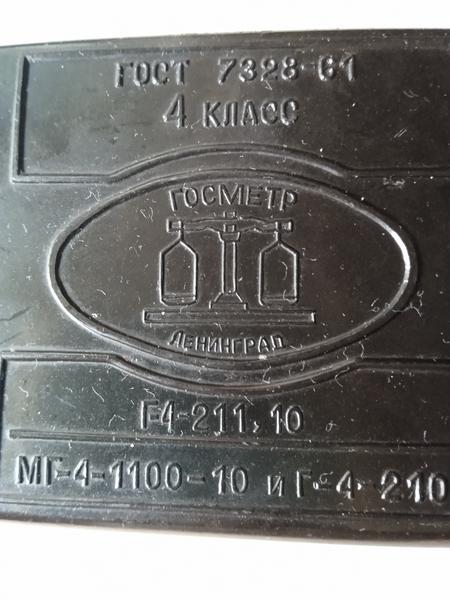 ГОСТ 7328-61
4 КЛАСС
ГОСМЕТР
ЛЕНИНГРАД
Г4-211,10
МГ-4-1100-10 и Г-4-210